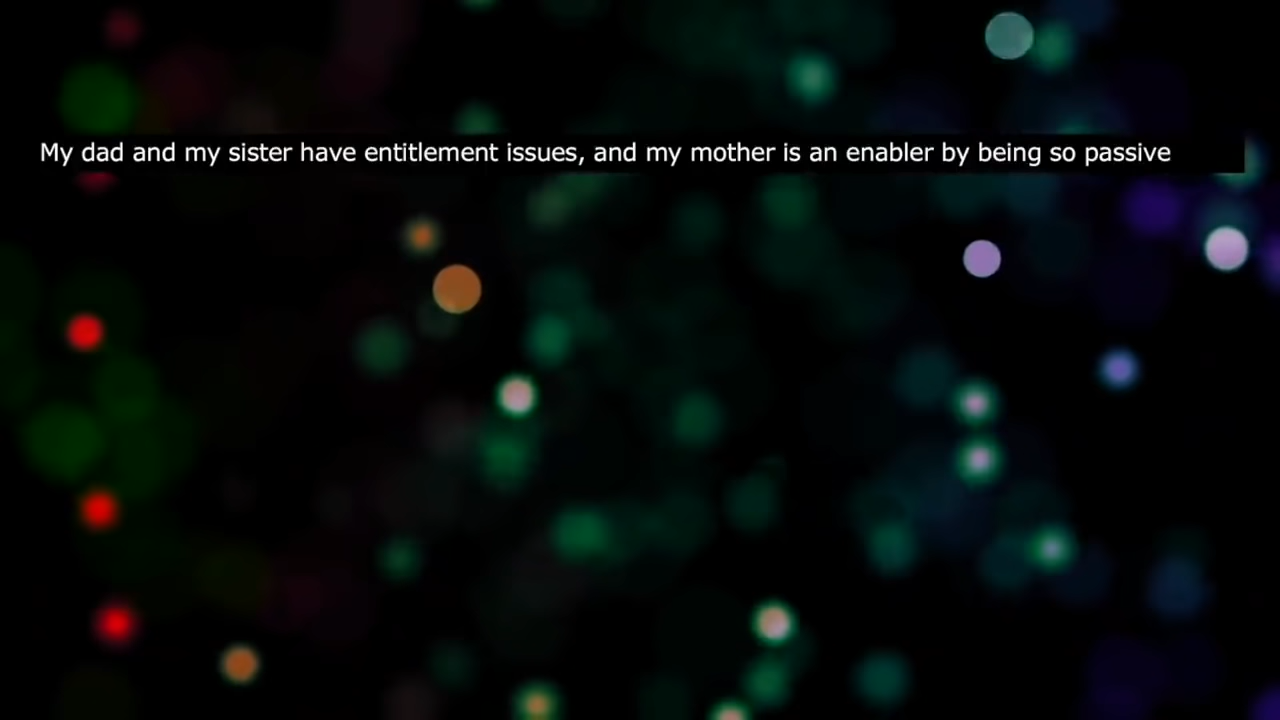 My dad and my sister have entitlement issues, and my mother is an enabler by being so passive